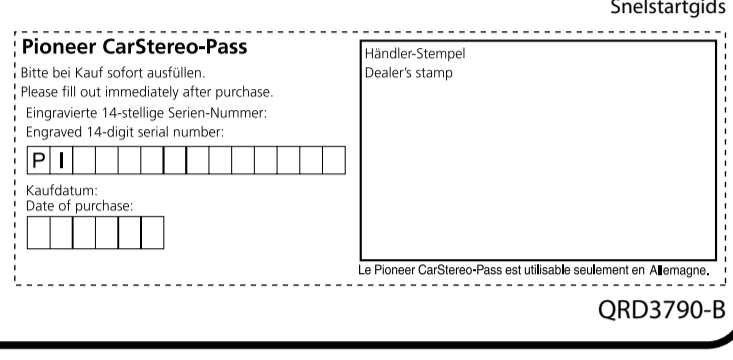 Snelstartgids
Pioneer CarStereo-Pass
Bitte bei Kauf sofort ausfüllen.
Please fill out immediately after purchase.
Eingravierte 14-stellige Serien-Nummer:
Engraved 14-digit serial number:
P I
Kaufdatum:
Date of purchase:
Händler-Stempel
Dealer's stamp
Le Pioneer CarStereo-Pass est utilisable seulement en Allemagne.
QRD3790-B